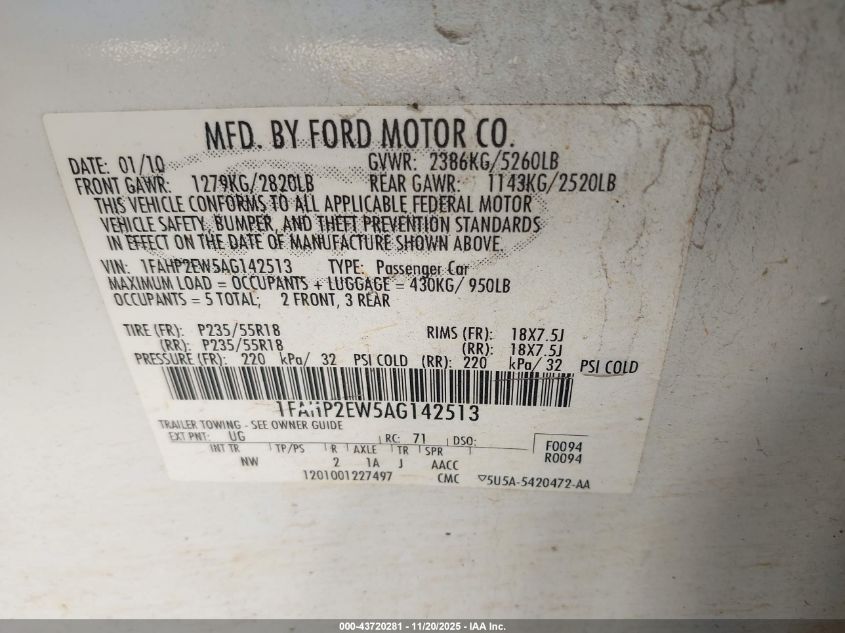 MFD. BY FORD MOTOR CO.
DATE: 01/10 GVWR: 2386KG/5260LB
FRONT GAWR: 1279KG/2820LB REAR GAWR: 1143KG/2520LB
THIS VEHICLE CONFORMS TO ALL APPLICABLE FEDERAL MOTOR
VEHICLE SAFETY, BUMPER, AND THEFT PREVENTION STANDARDS
IN EFFECT ON THE DATE OF MANUFACTURE SHOWN ABOVE.
VIN: 1FAHP2EW5AG142513 TYPE: Passenger Car
MAXIMUM LOAD = OCCUPANTS + LUGGAGE = 430KG/ 950LB
OCCUPANTS = 5 TOTAL; 2 FRONT, 3 REAR
TIRE (FR): P235/55R18 RIMS (FR): 18X7.5J
(RR): P235/55R18 (RR): 18X7.5J
PRESSURE (FR): 220 kPa/ 32 PSI COLD (RR): 220 kPa/ 32 PSI COLD
1FAHP2EW5AG142513
TRAILER TOWING - SEE OWNER GUIDE
EXT PNT: UG RC: 71 DSO: F0094
INT TR TP/PS R AXLE TR SPR R0094
NW 2 1A J AACC
1201001227497 CMC ▽5U5A-5420472-AA
000-43720281 - 11/20/2025 - IAA Inc.